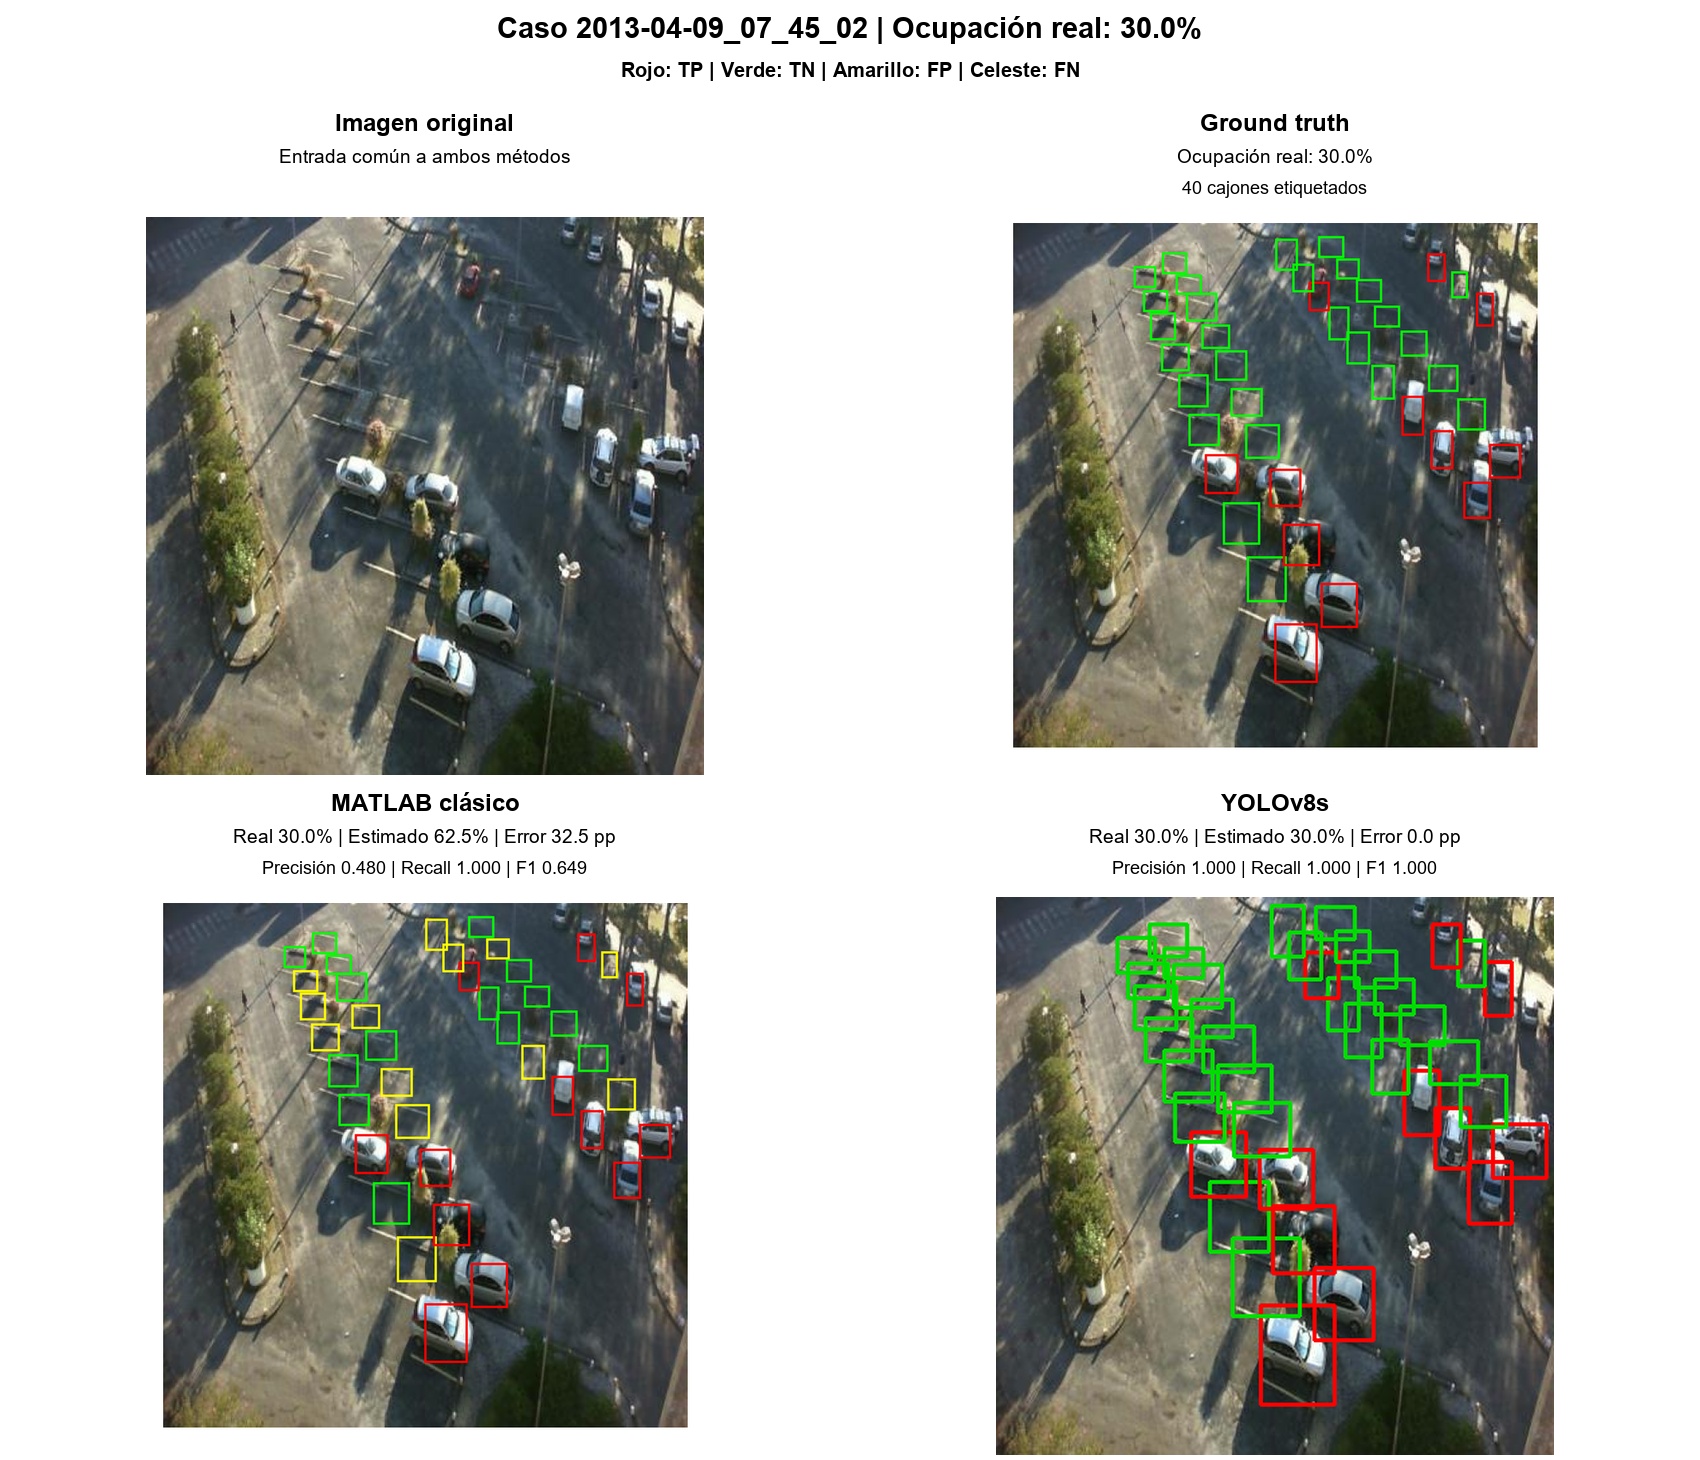 Caso 2013-04-09_07_45_02 | Ocupación real: 30.0%
Rojo: TP | Verde: TN | Amarillo: FP | Celeste: FN
Imagen original
Entrada común a ambos métodos
Ground truth
Ocupación real: 30.0%
40 cajones etiquetados
MATLAB clásico
Real 30.0% | Estimado 62.5% | Error 32.5 pp
Precisión 0.480 | Recall 1.000 | F1 0.649
YOLOv8s
Real 30.0% | Estimado 30.0% | Error 0.0 pp
Precisión 1.000 | Recall 1.000 | F1 1.000